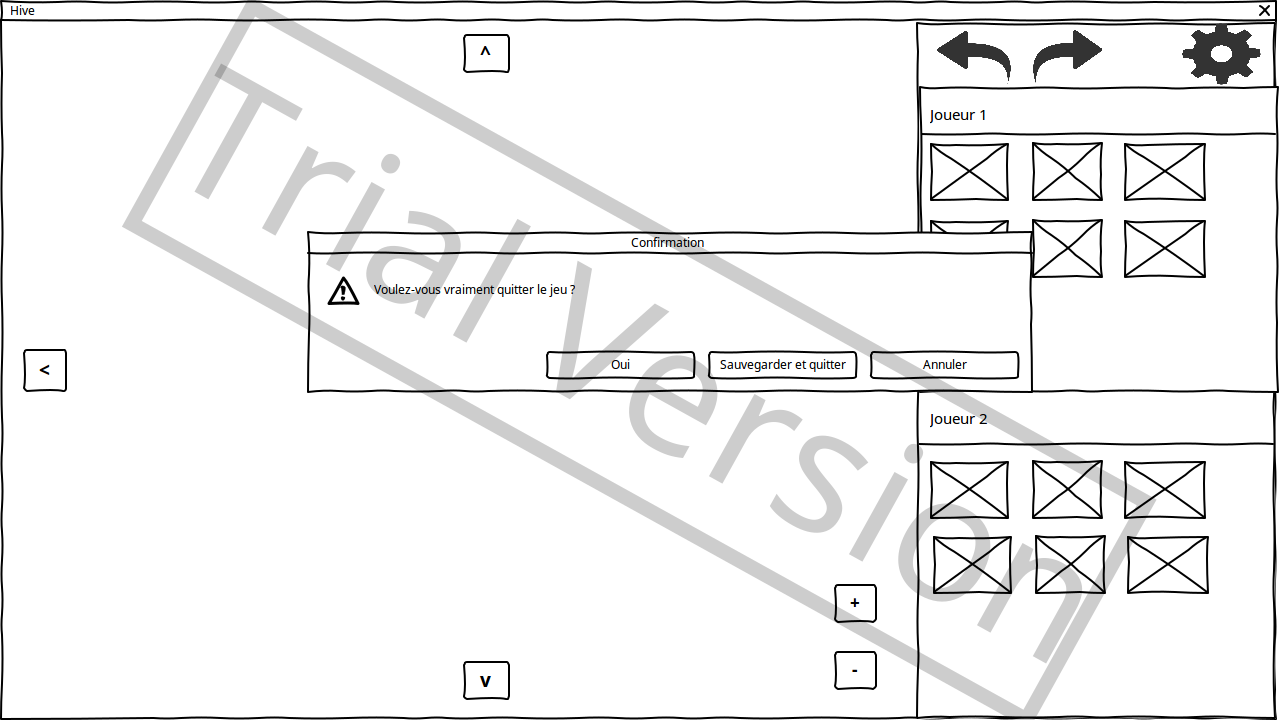 Hive
^
Joueur 1
Confirmation
Voulez-vous vraiment quitter le jeu ?
Oui
Sauvegarder et quitter
Annuler
<
Joueur 2
+
-
v
Trial Version